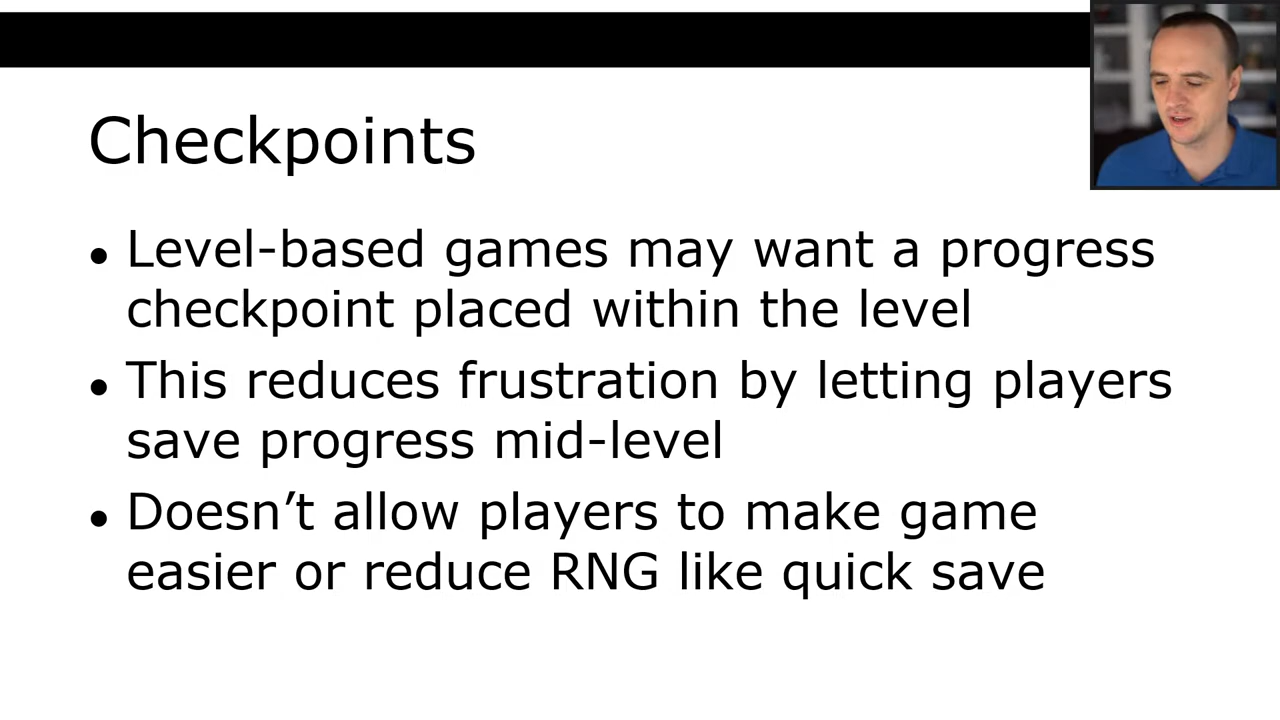 Checkpoints
• Level-based games may want a progress
checkpoint placed within the level
• This reduces frustration by letting players
save progress mid-level
• Doesn’t allow players to make game
easier or reduce RNG like quick save